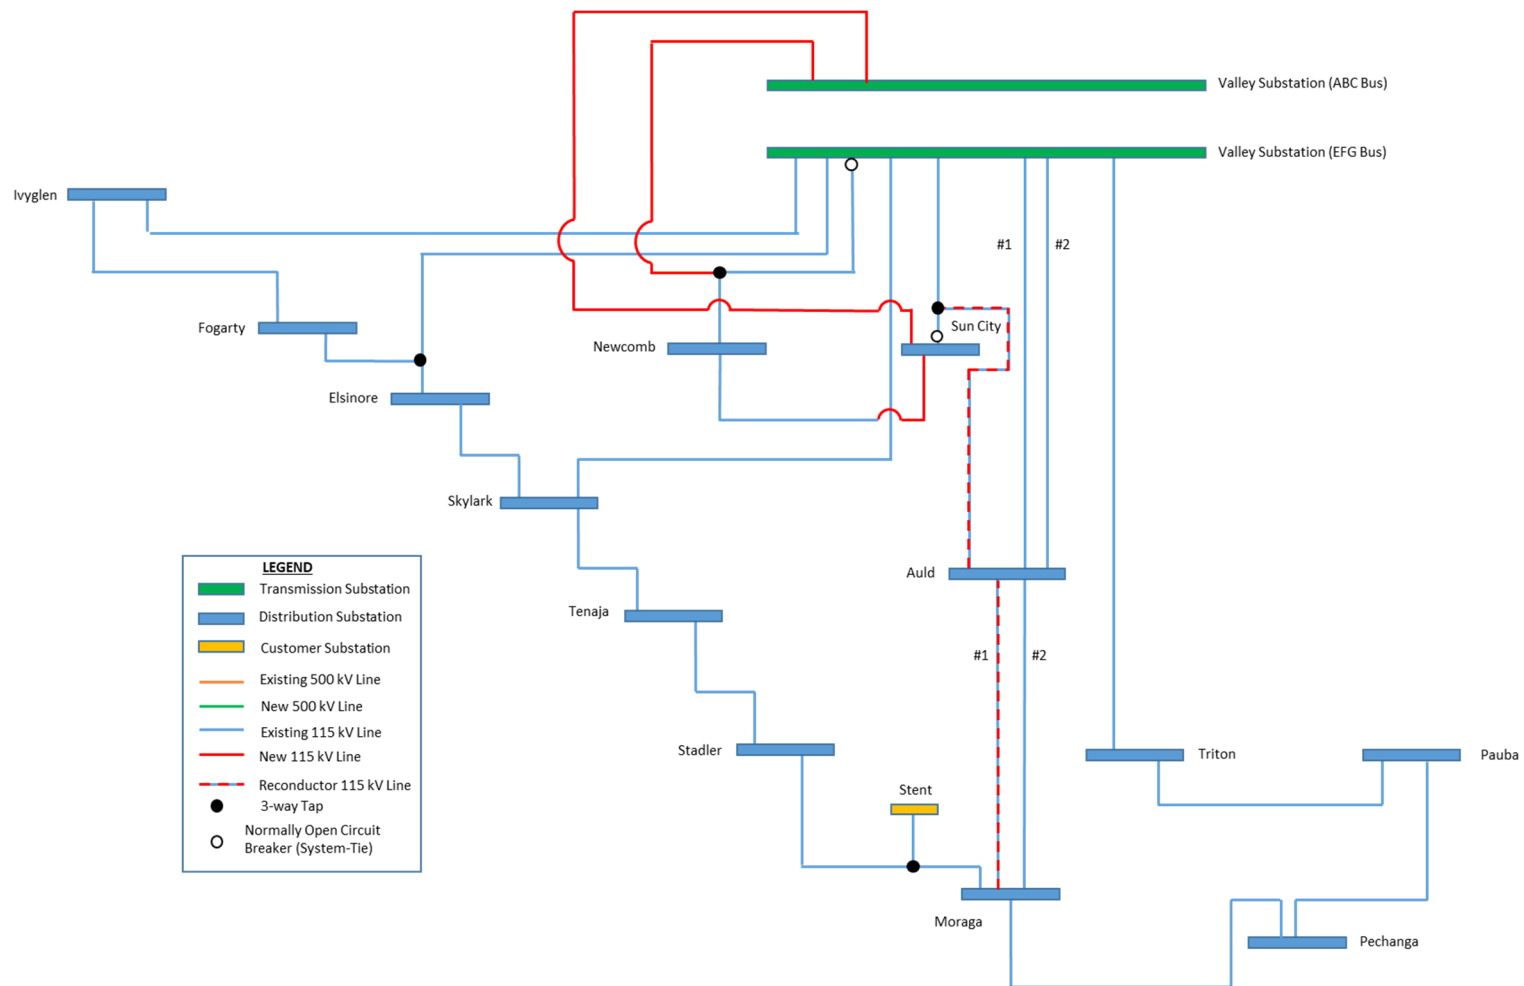 Valley Substation (ABC Bus)
Valley Substation (EFG Bus)
Ivyglen
#1
#2
Fogarty
Sun City
Newcomb
Elsinore
Skylark
Auld
LEGEND
Transmission Substation
Distribution Substation
Customer Substation
Existing 500 kV Line
New 500 kV Line
Existing 115 kV Line
New 115 kV Line
Reconductor 115 kV Line
3-way Tap
Normally Open Circuit
Breaker (System-Tie)
Tenaja
#1
#2
Stadler
Triton
Pauba
Stent
Moraga
Pechanga